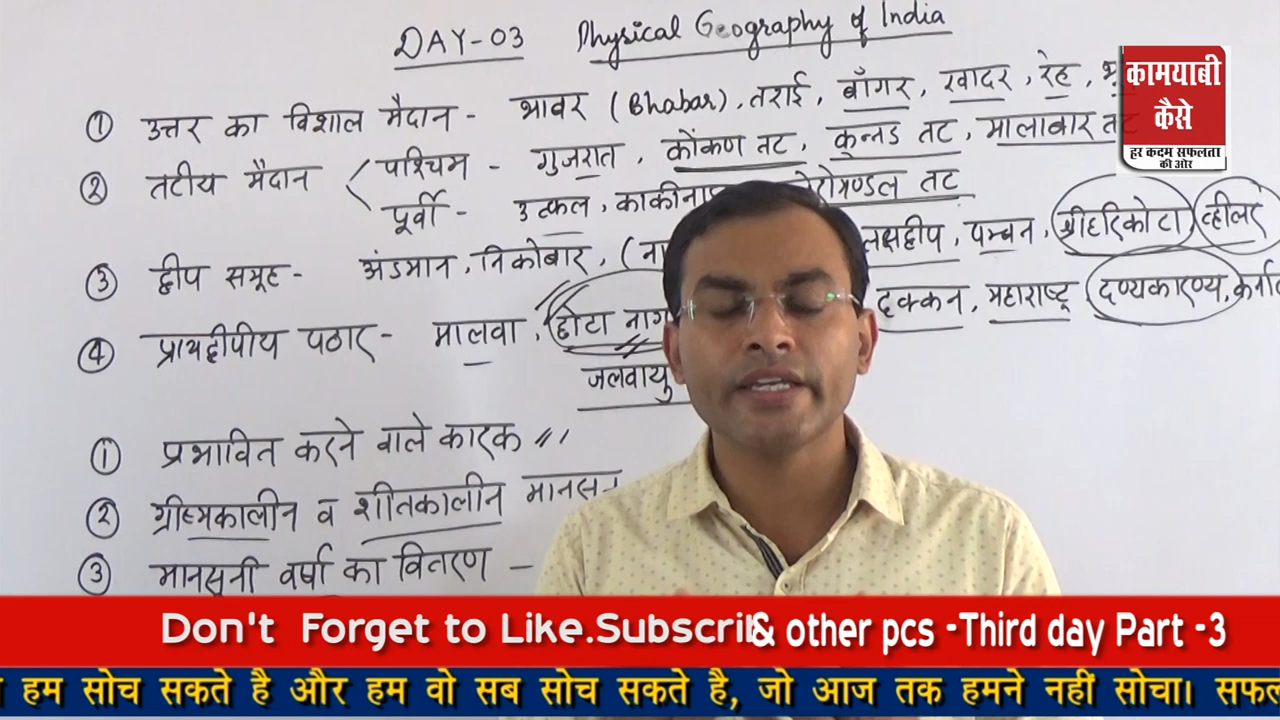 DAY-03 Physical Geography of India
① उत्तर का विशाल मैदान - भावर (Bhabar), तराई, बाँगर, खादर, रेह,
② तटीय मैदान < पश्चिम - गुजरात, कोंकण तट, कन्नड तट, मालाबार
पूर्वी - उत्कल, काकीना तट
③ द्वीप समूह - अंडमान, निकोबार, लक्षद्वीप, पम्बन, श्रीहरिकोटा, व्हीलर
④ प्रायद्वीपीय पठार - मालवा, छोटा नाग दक्कन, महाराष्ट्र, दण्यकारण्य,
जलवायु
① प्रभावित करने वाले कारक
② ग्रीष्मकालीन व शीतकालीन मानसून
③ मानसुनी वर्षा का वितरण -
कामयाबी
कैसे
हर कदम सफलता
की ओर
Don't Forget to Like.Subscri & other pcs -Third day Part -3
हम सोच सकते है और हम वो सब सोच सकते है, जो आज तक हमने नहीं सोचा।